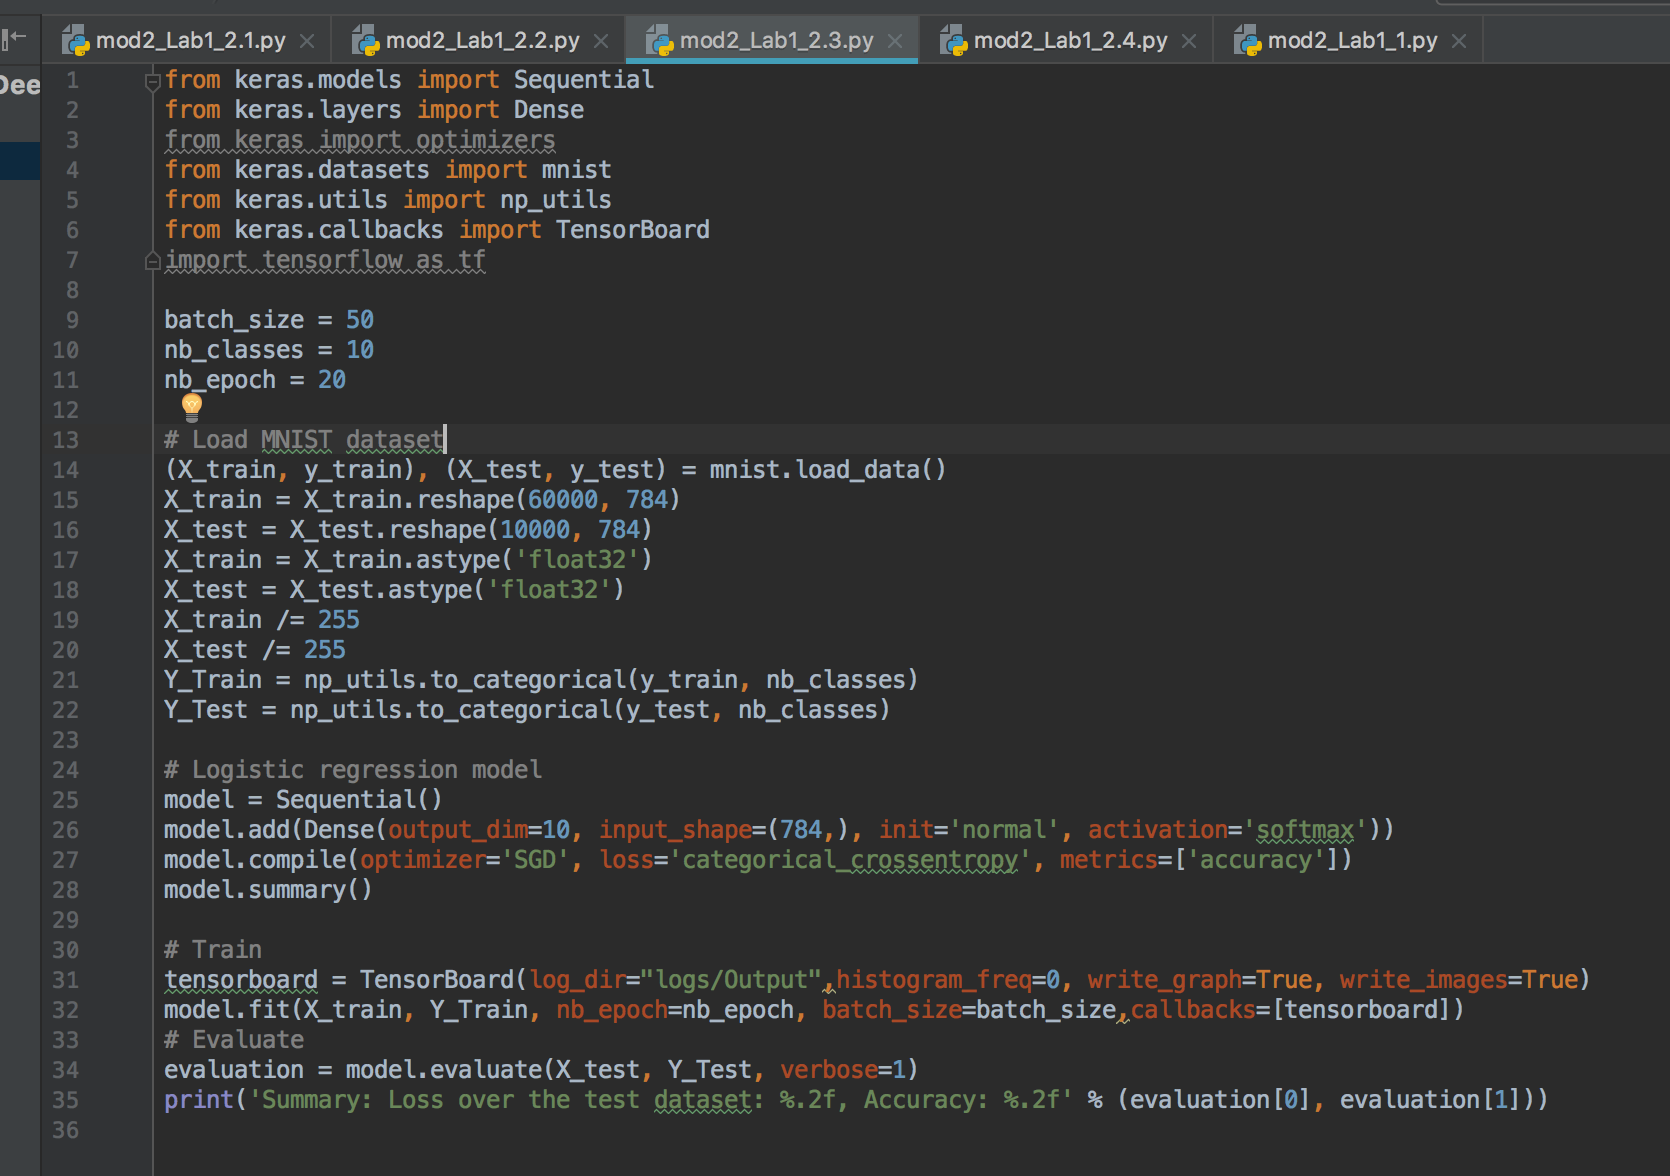 mod2_Lab1_2.1.py mod2_Lab1_2.2.py mod2_Lab1_2.3.py mod2_Lab1_2.4.py mod2_Lab1_1.py
Dee
1 from keras.models import Sequential
2 from keras.layers import Dense
3 from keras import optimizers
4 from keras.datasets import mnist
5 from keras.utils import np_utils
6 from keras.callbacks import TensorBoard
7 import tensorflow as tf
8
9 batch_size = 50
10 nb_classes = 10
11 nb_epoch = 20
12
13 # Load MNIST dataset
14 (X_train, y_train), (X_test, y_test) = mnist.load_data()
15 X_train = X_train.reshape(60000, 784)
16 X_test = X_test.reshape(10000, 784)
17 X_train = X_train.astype('float32')
18 X_test = X_test.astype('float32')
19 X_train /= 255
20 X_test /= 255
21 Y_Train = np_utils.to_categorical(y_train, nb_classes)
22 Y_Test = np_utils.to_categorical(y_test, nb_classes)
23
24 # Logistic regression model
25 model = Sequential()
26 model.add(Dense(output_dim=10, input_shape=(784,), init='normal', activation='softmax'))
27 model.compile(optimizer='SGD', loss='categorical_crossentropy', metrics=['accuracy'])
28 model.summary()
29
30 # Train
31 tensorboard = TensorBoard(log_dir="logs/Output",histogram_freq=0, write_graph=True, write_images=True)
32 model.fit(X_train, Y_Train, nb_epoch=nb_epoch, batch_size=batch_size,callbacks=[tensorboard])
33 # Evaluate
34 evaluation = model.evaluate(X_test, Y_Test, verbose=1)
35 print('Summary: Loss over the test dataset: %.2f, Accuracy: %.2f' % (evaluation[0], evaluation[1]))
36